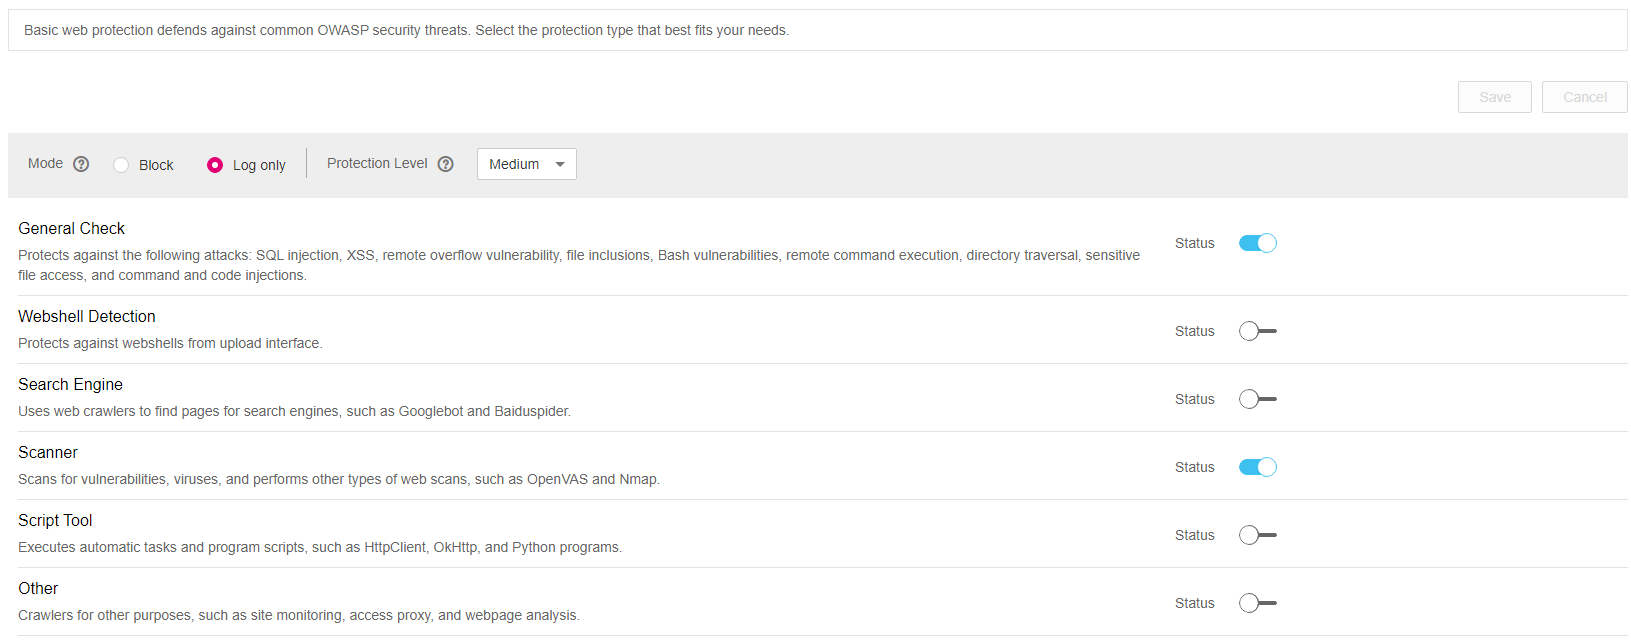 Basic web protection defends against common OWASP security threats. Select the protection type that best fits your needs.
Save Cancel
Mode ? Block Log only Protection Level ? Medium
General Check
Protects against the following attacks: SQL injection, XSS, remote overflow vulnerability, file inclusions, Bash vulnerabilities, remote command execution, directory traversal, sensitive
file access, and command and code injections.
Status
Webshell Detection
Protects against webshells from upload interface.
Status
Search Engine
Uses web crawlers to find pages for search engines, such as Googlebot and Baiduspider.
Status
Scanner
Scans for vulnerabilities, viruses, and performs other types of web scans, such as OpenVAS and Nmap.
Status
Script Tool
Executes automatic tasks and program scripts, such as HttpClient, OkHttp, and Python programs.
Status
Other
Crawlers for other purposes, such as site monitoring, access proxy, and webpage analysis.
Status